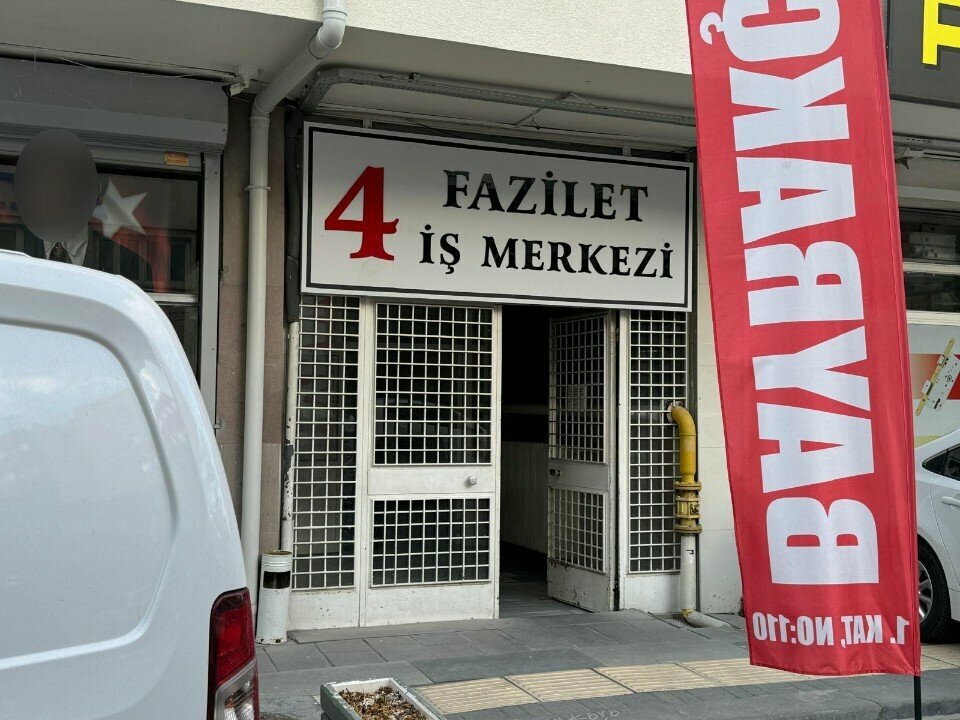 4 FAZİLET
İŞ MERKEZİ
BAYRAKÇ
1. KAT, NO:110